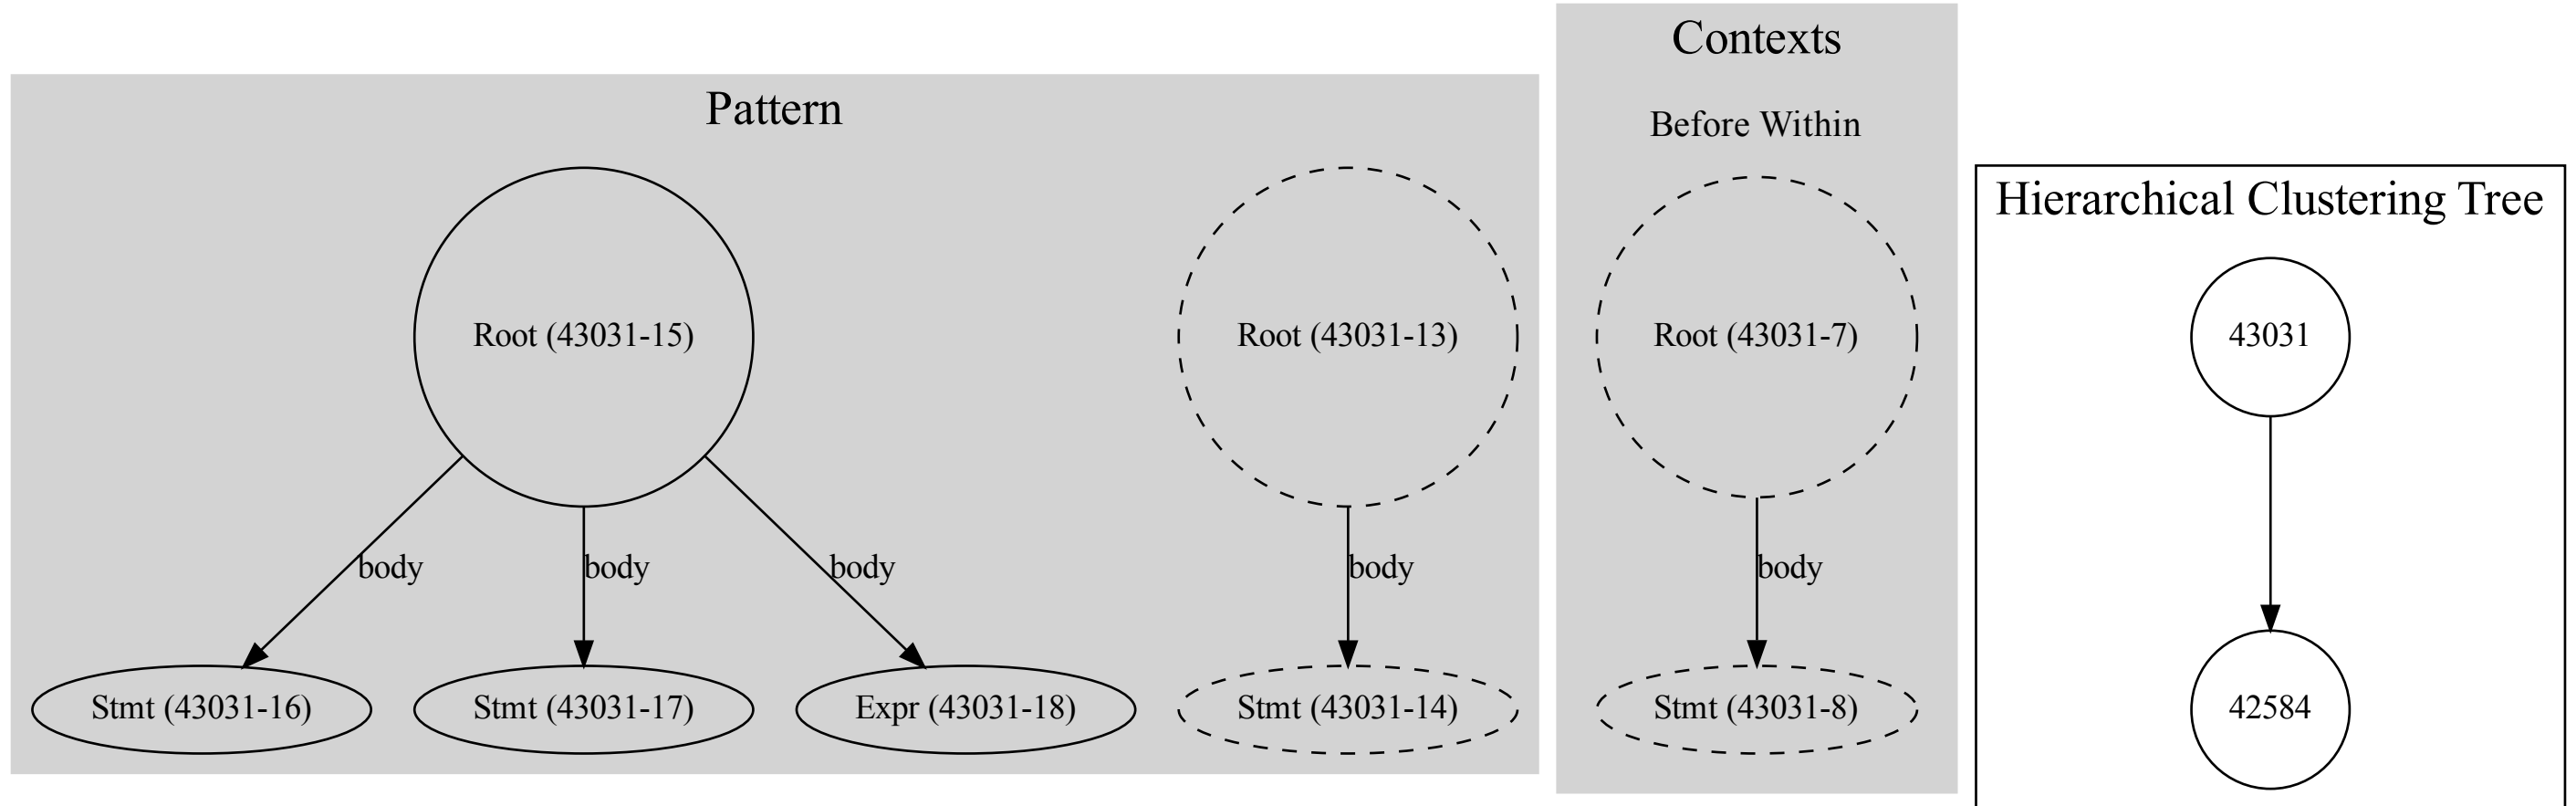 Pattern
Root (43031-15)
Root (43031-13)
body
body
body
body
Stmt (43031-16)
Stmt (43031-17)
Expr (43031-18)
Stmt (43031-14)
Contexts
Before Within
Root (43031-7)
body
Stmt (43031-8)
Hierarchical Clustering Tree
43031
42584